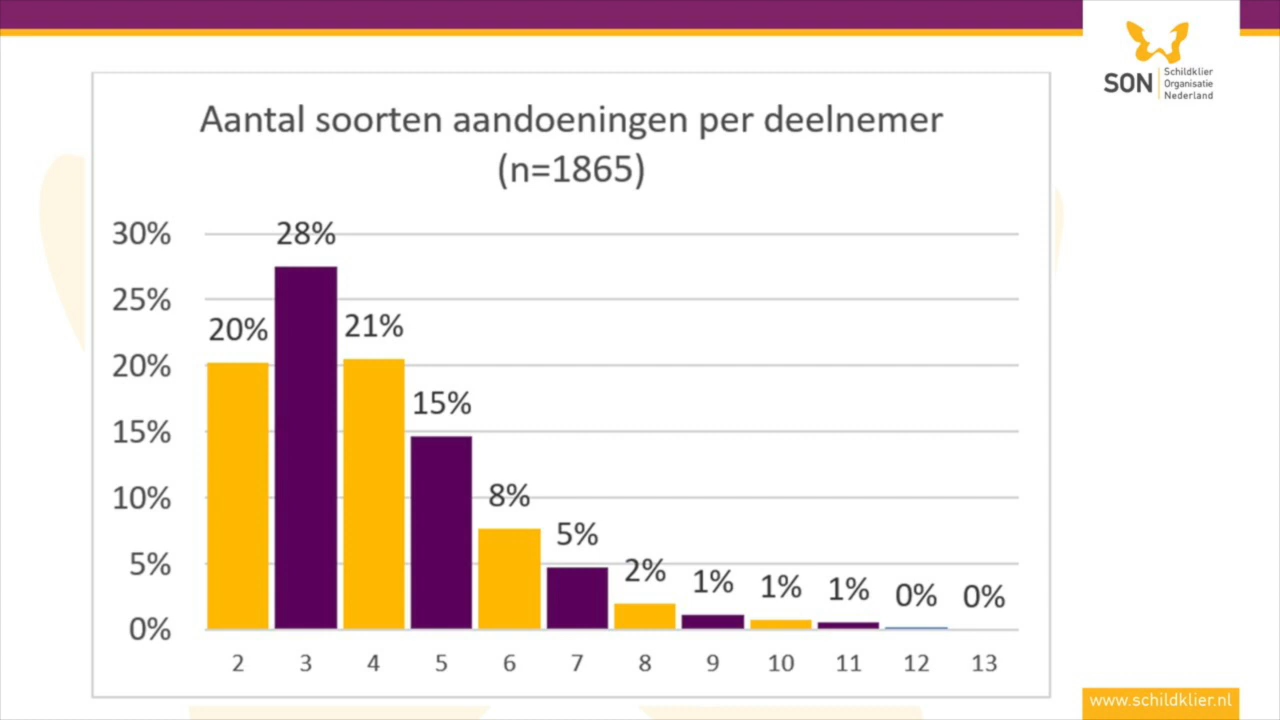 SON
Schildklier
Organisatie
Nederland
Aantal soorten aandoeningen per deelnemer
(n=1865)
30%
25%
20%
15%
10%
5%
0%
20%
28%
21%
15%
8%
5%
2%
1%
1%
1%
0%
0%
2 3 4 5 6 7 8 9 10 11 12 13
www.schildklier.nl